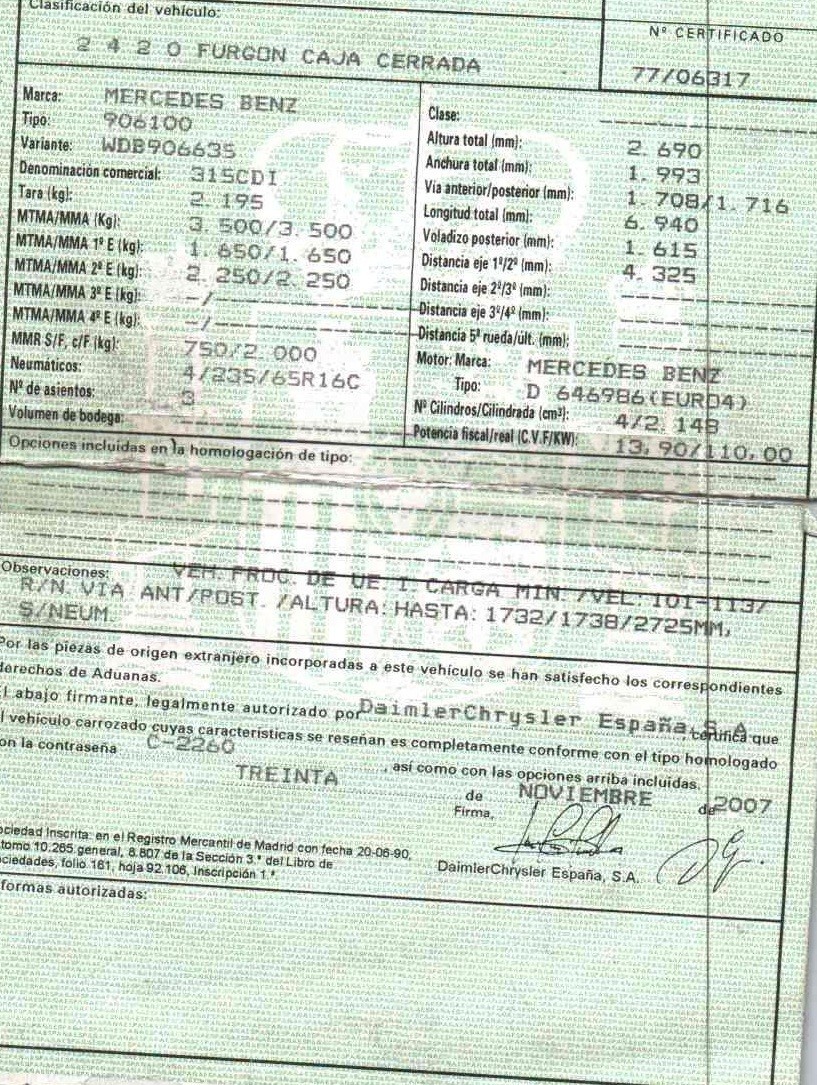 Clasificación del vehículo:
2 4 2 0 FURGON CAJA CERRADA
Nº CERTIFICADO
77/06317
Marca: MERCEDES BENZ
Tipo: 906100
Variante: WDB906635
Denominación comercial: 315CDI
Tara (kg): 2. 195
MTMA/MMA (Kg): 3. 500/3. 500
MTMA/MMA 1º E (kg): 1. 650/1. 650
MTMA/MMA 2º E (kg): 2. 250/2. 250
MTMA/MMA 3º E (kg): -/------------
MTMA/MMA 4º E (kg): -/------------
MMR S/F, c/F (kg): 750/2. 000
Neumáticos: 4/235/65R16C
Nº de asientos: 3
Volumen de bodega: ------------
Clase: ------------
Altura total (mm): 2. 690
Anchura total (mm): 1. 993
Vía anterior/posterior (mm): 1. 708/1. 716
Longitud total (mm): 6. 940
Voladizo posterior (mm): 1. 615
Distancia eje 1º/2º (mm): 4. 325
Distancia eje 2º/3º (mm): ------------
Distancia eje 3º/4º (mm): ------------
Distancia 5ª rueda/últ. (mm): ------------
Motor: Marca: MERCEDES BENZ
Tipo: D 646986(EURO4)
Nº Cilindros/Cilindrada (cm³): 4/2. 148
Potencia fiscal/real (C.V.F/KW): 13, 90/110, 00
Opciones incluidas en la homologación de tipo:
Observaciones: VEH. PROC. DE UE. I. CARGA MIN. /VEL: 101-113/
R/N. VIA ANT/POST. /ALTURA: HASTA: 1732/1738/2725MM,
S/NEUM.
Por las piezas de origen extranjero incorporadas a este vehículo se han satisfecho los correspondientes
derechos de Aduanas.
l abajo firmante, legalmente autorizado por DaimlerChrysler España, S.A. certifica que
l vehículo carrozado cuyas características se reseñan es completamente conforme con el tipo homologado
on la contraseña C-2260, así como con las opciones arriba incluidas.
TREINTA de NOVIEMBRE de 2007
Firma,
ociedad Inscrita: en el Registro Mercantil de Madrid con fecha 20-06-90,
tomo 10.265 general, 8.807 de la Sección 3.ª del Libro de
ociedades, folio 161, hoja 92.106, Inscripción 1.ª.
DaimlerChrysler España, S.A.
formas autorizadas: